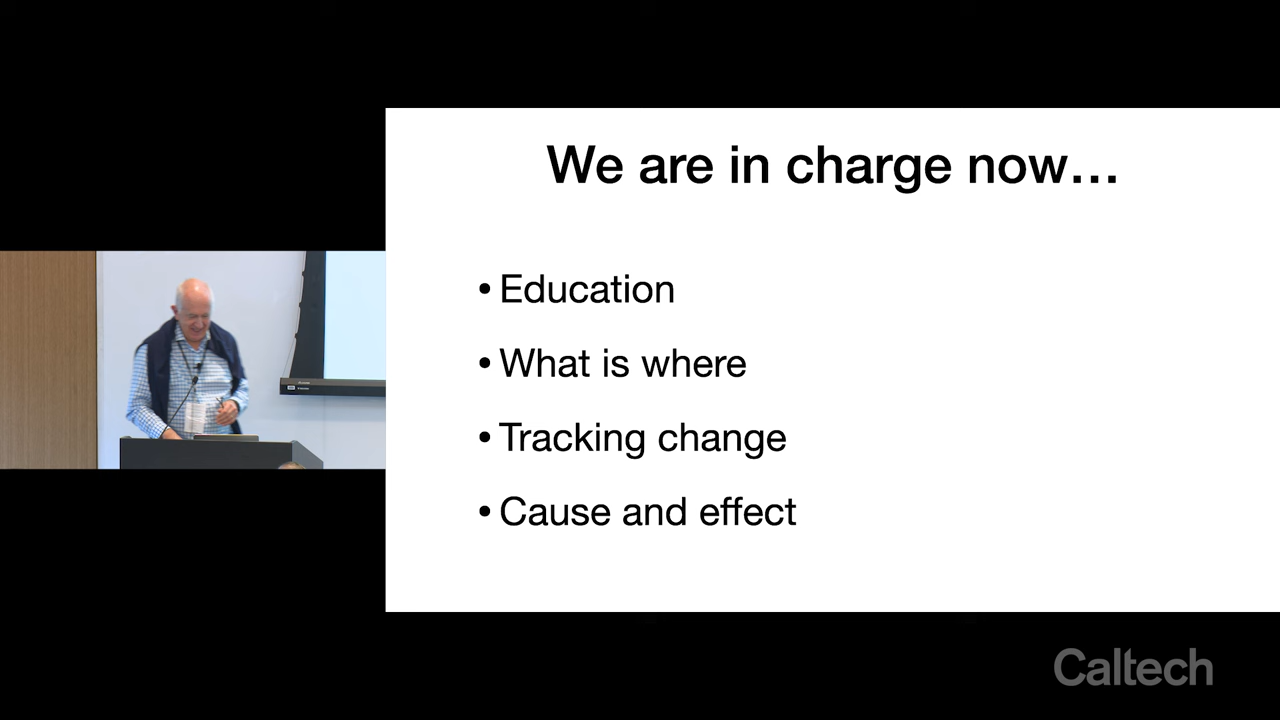 We are in charge now…
• Education
• What is where
• Tracking change
• Cause and effect
Caltech